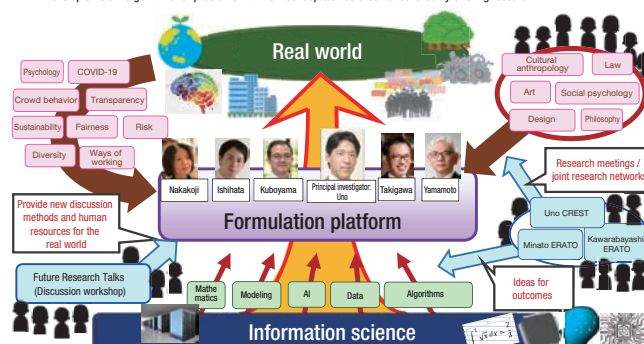 Real world
Psychology
COVID-19
Crowd behavior
Transparency
Sustainability
Fairness
Risk
Diversity
Ways of
working
Cultural
anthropology
Law
Art
Social psychology
Design
Philosophy
Nakakoji
Ishihata
Kuboyama
Principal investigator:
Uno
Takigawa
Yamamoto
Formulation platform
Research meetings /
joint research networks
Provide new discussion
methods and human
resources for the
real world
Uno CREST
Minato ERATO
Kawarabayashi
ERATO
Future Research Talks
(Discussion workshop)
Ideas for
outcomes
Mathe
matics
Modeling
AI
Data
Algorithms
Information science